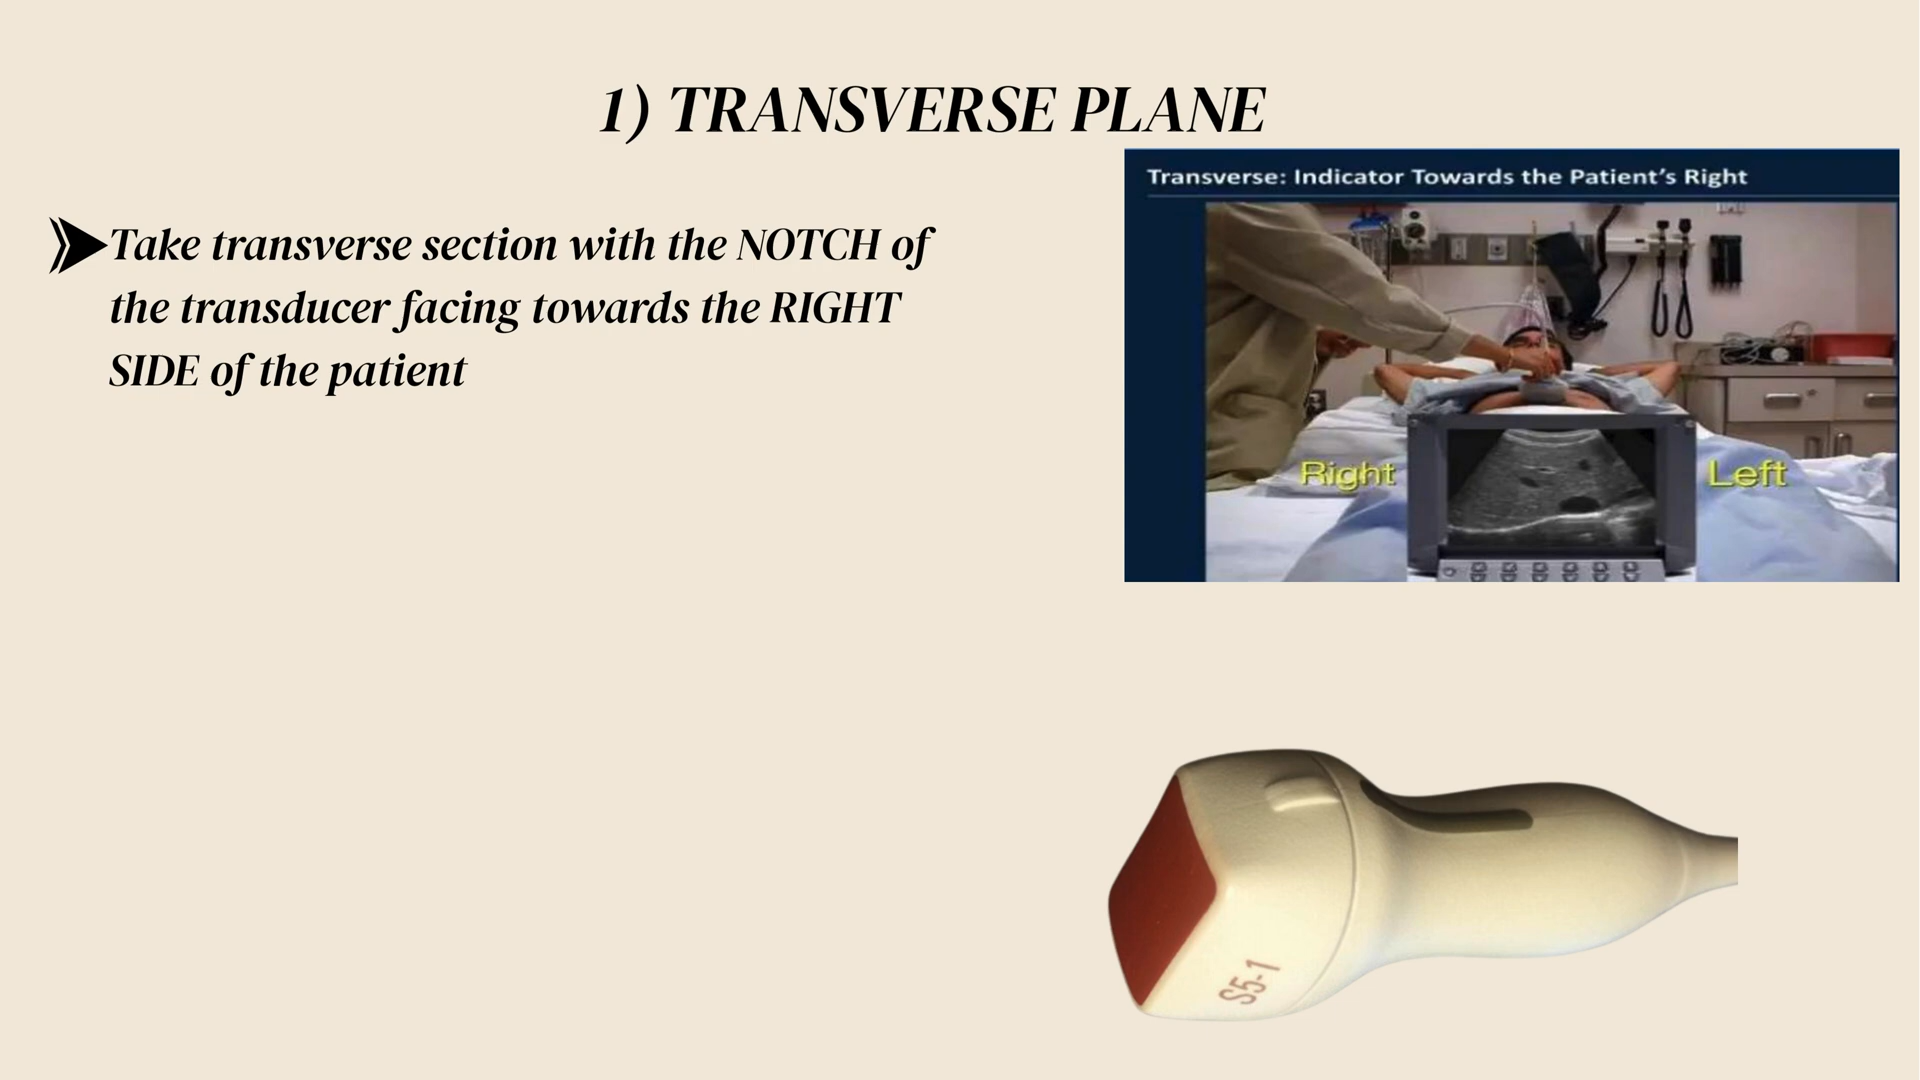 1) TRANSVERSE PLANE
Transverse: Indicator Towards the Patient's Right
Take transverse section with the NOTCH of
the transducer facing towards the RIGHT
SIDE of the patient
Right
Left
S5-1